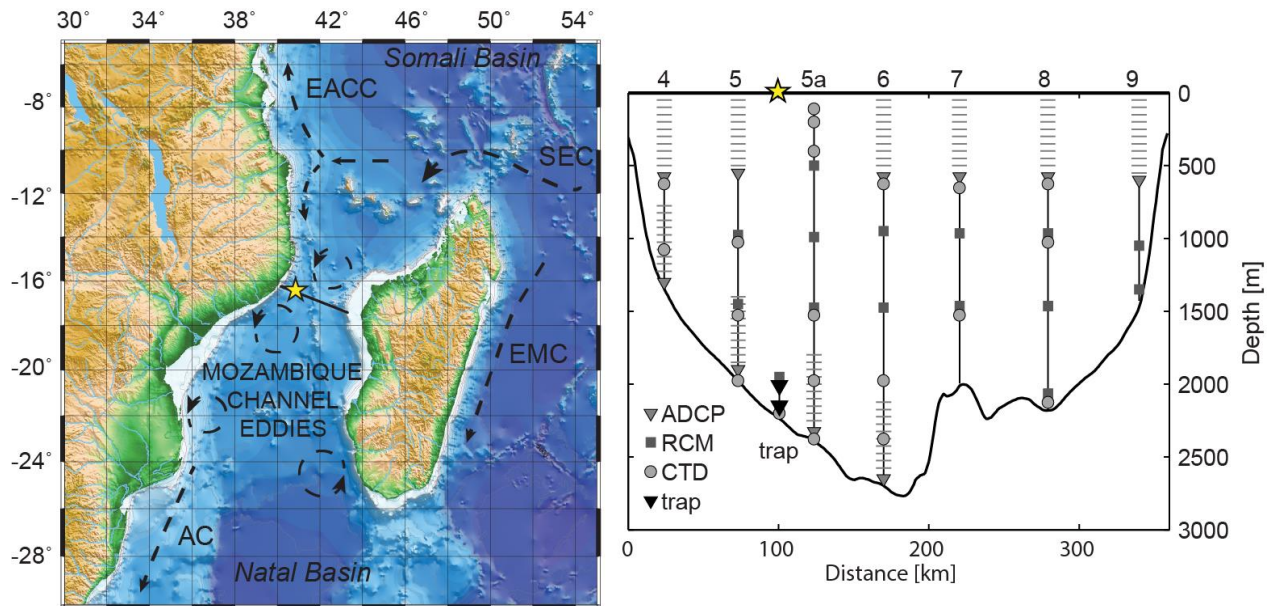 30° 34 38 42 46 50 54°
Somali Basin
EACC
-8°
SEC
-12
-16
EMC
MOZAMBIQUE
CHANNEL
EDDIES
-20
-24
AC
-28°
Natal Basin
4 5 5a 6 7 8 9
0
500
1000
1500
2000
2500
3000
Depth [m]
ADCP
RCM
CTD
trap
trap
0 100 200 300
Distance [km]